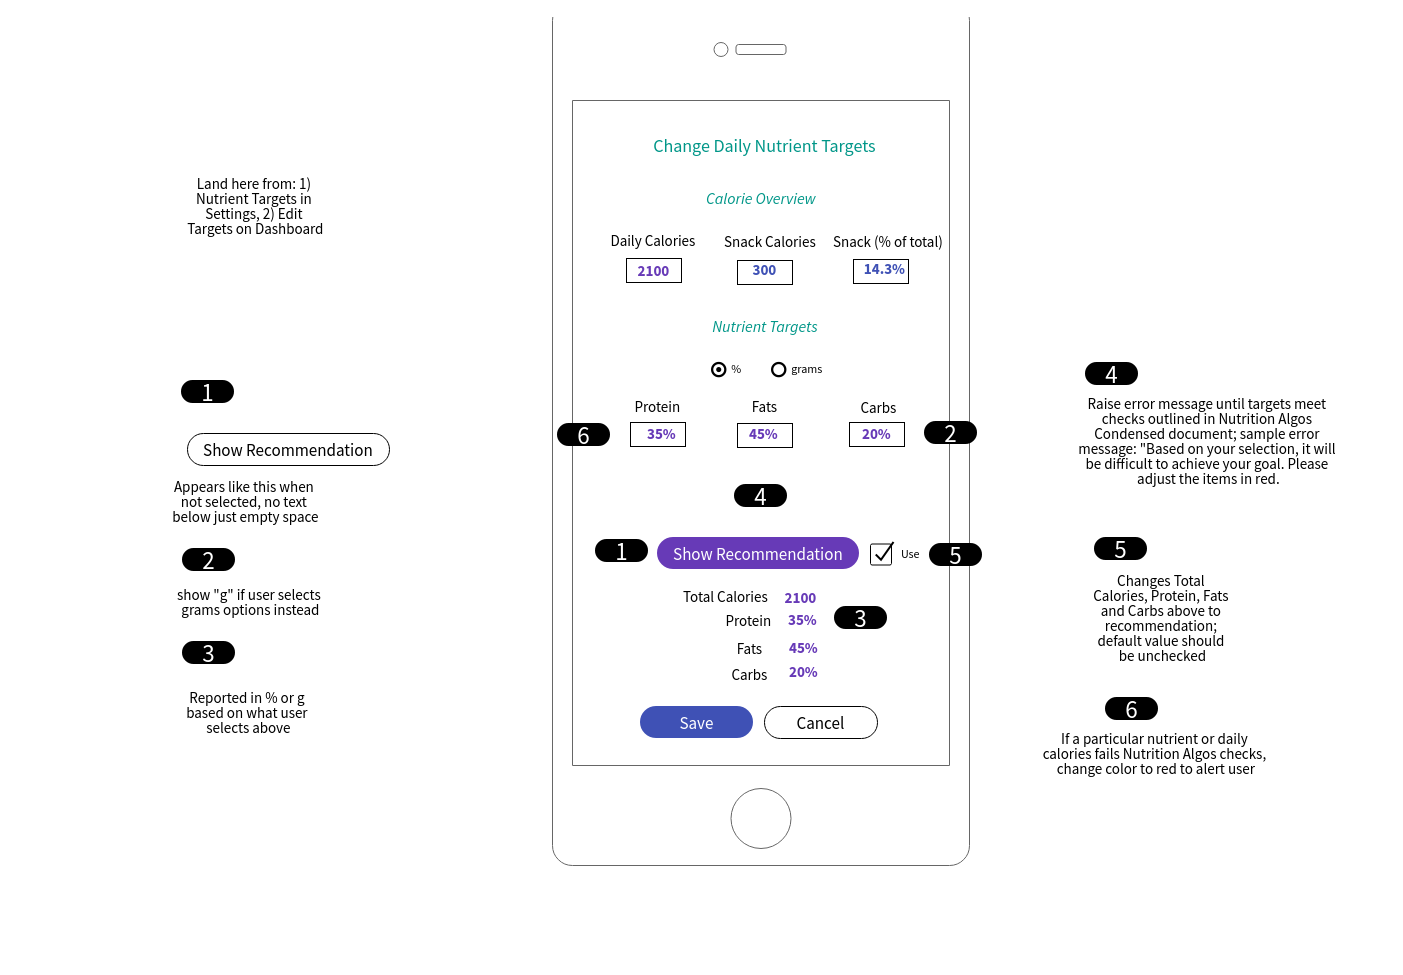 Land here from: 1)
Nutrient Targets in
Settings, 2) Edit
Targets on Dashboard
1
Show Recommendation
Appears like this when
not selected, no text
below just empty space
2
show "g" if user selects
grams options instead
3
Reported in % or g
based on what user
selects above
Change Daily Nutrient Targets
Calorie Overview
Daily Calories Snack Calories Snack (% of total)
2100 300 14.3%
Nutrient Targets
% grams
Protein Fats Carbs
6 35% 45% 20% 2
4
1 Show Recommendation Use 5
Total Calories 2100
Protein 35% 3
Fats 45%
Carbs 20%
Save Cancel
4
Raise error message until targets meet
checks outlined in Nutrition Algos
Condensed document; sample error
message: "Based on your selection, it will
be difficult to achieve your goal. Please
adjust the items in red.
5
Changes Total
Calories, Protein, Fats
and Carbs above to
recommendation;
default value should
be unchecked
6
If a particular nutrient or daily
calories fails Nutrition Algos checks,
change color to red to alert user